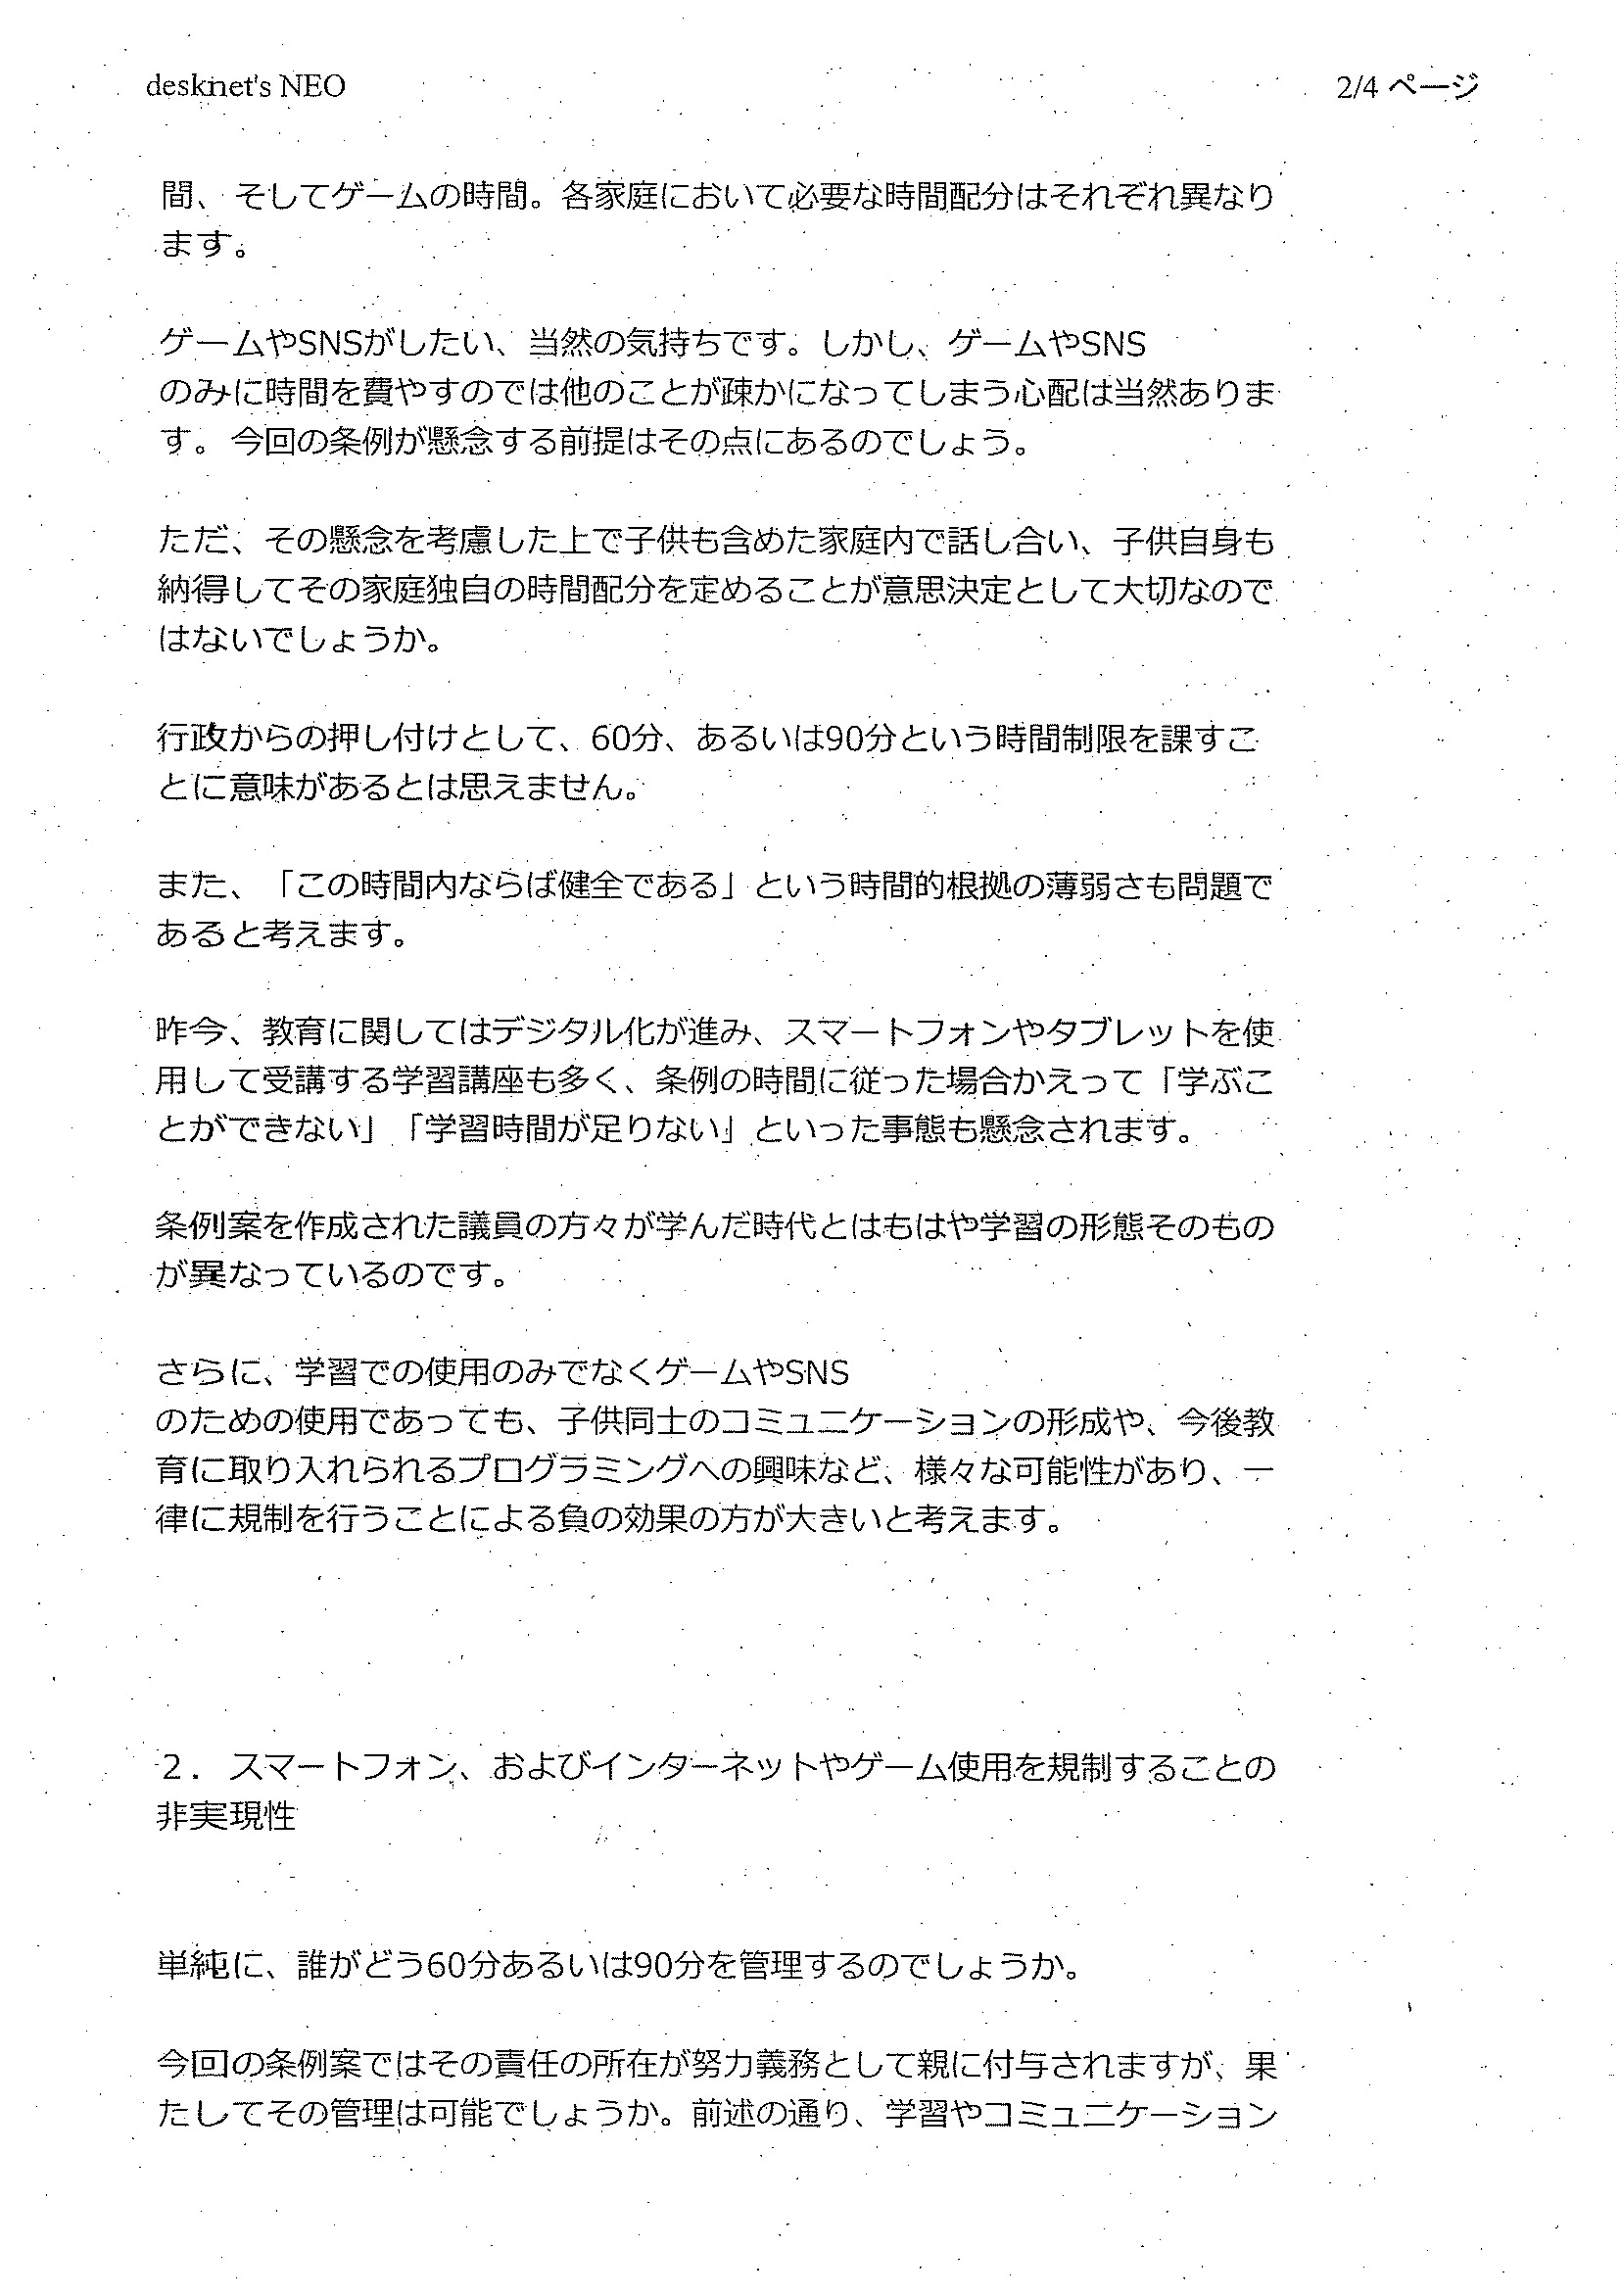 desknet's NEO
2/4 ページ
間、そしてゲームの時間。各家庭において必要な時間配分はそれぞれ異なり
ます。
ゲームやSNSがしたい、当然の気持ちです。しかし、ゲームやSNS
のみに時間を費やすのでは他のことが疎かになってしまう心配は当然ありま
す。今回の条例が懸念する前提はその点にあるのでしょう。
ただ、その懸念を考慮した上で子供も含めた家庭内で話し合い、子供自身も
納得してその家庭独自の時間配分を定めることが意思決定として大切なので
はないでしょうか。
行政からの押し付けとして、60分、あるいは90分という時間制限を課すこ
とに意味があるとは思えません。
また、「この時間内ならば健全である」という時間的根拠の薄弱さも問題で
あると考えます。
昨今、教育に関してはデジタル化が進み、スマートフォンやタブレットを使
用して受講する学習講座も多く、条例の時間に従った場合かえって「学ぶこ
とができない」「学習時間が足りない」といった事態も懸念されます。
条例案を作成された議員の方々が学んだ時代とはもはや学習の形態そのもの
が異なっているのです。
さらに、学習での使用のみでなくゲームやSNS
のための使用であっても、子供同士のコミュニケーションの形成や、今後教
育に取り入れられるプログラミングへの興味など、様々な可能性があり、一
律に規制を行うことによる負の効果の方が大きいと考えます。
２．スマートフォン、およびインターネットやゲーム使用を規制することの
非実現性
単純に、誰がどう60分あるいは90分を管理するのでしょうか。
今回の条例案ではその責任の所在が努力義務として親に付与されますが、果
たしてその管理は可能でしょうか。前述の通り、学習やコミュニケーション